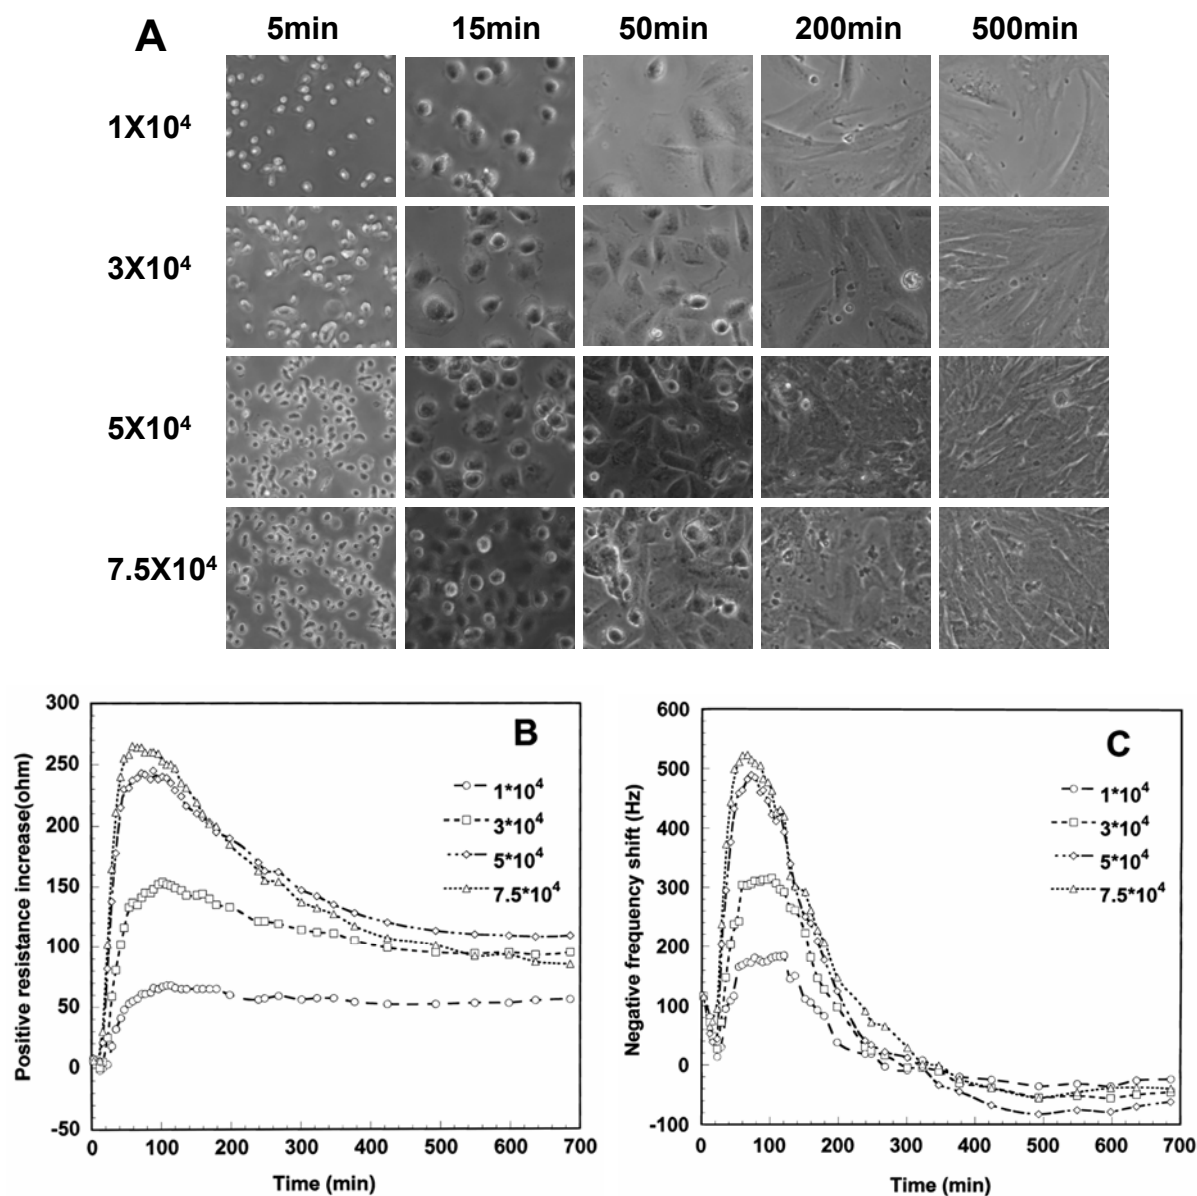 A
5min 15min 50min 200min 500min
1X10⁴
3X10⁴
5X10⁴
7.5X10⁴
B
300
250
200
150
100
50
0
-50
Positive resistance increase(ohm)
1*10⁴
3*10⁴
5*10⁴
7.5*10⁴
0 100 200 300 400 500 600 700
Time (min)
C
600
500
400
300
200
100
0
-100
Negative frequency shift (Hz)
1*10⁴
3*10⁴
5*10⁴
7.5*10⁴
0 100 200 300 400 500 600 700
Time (min)